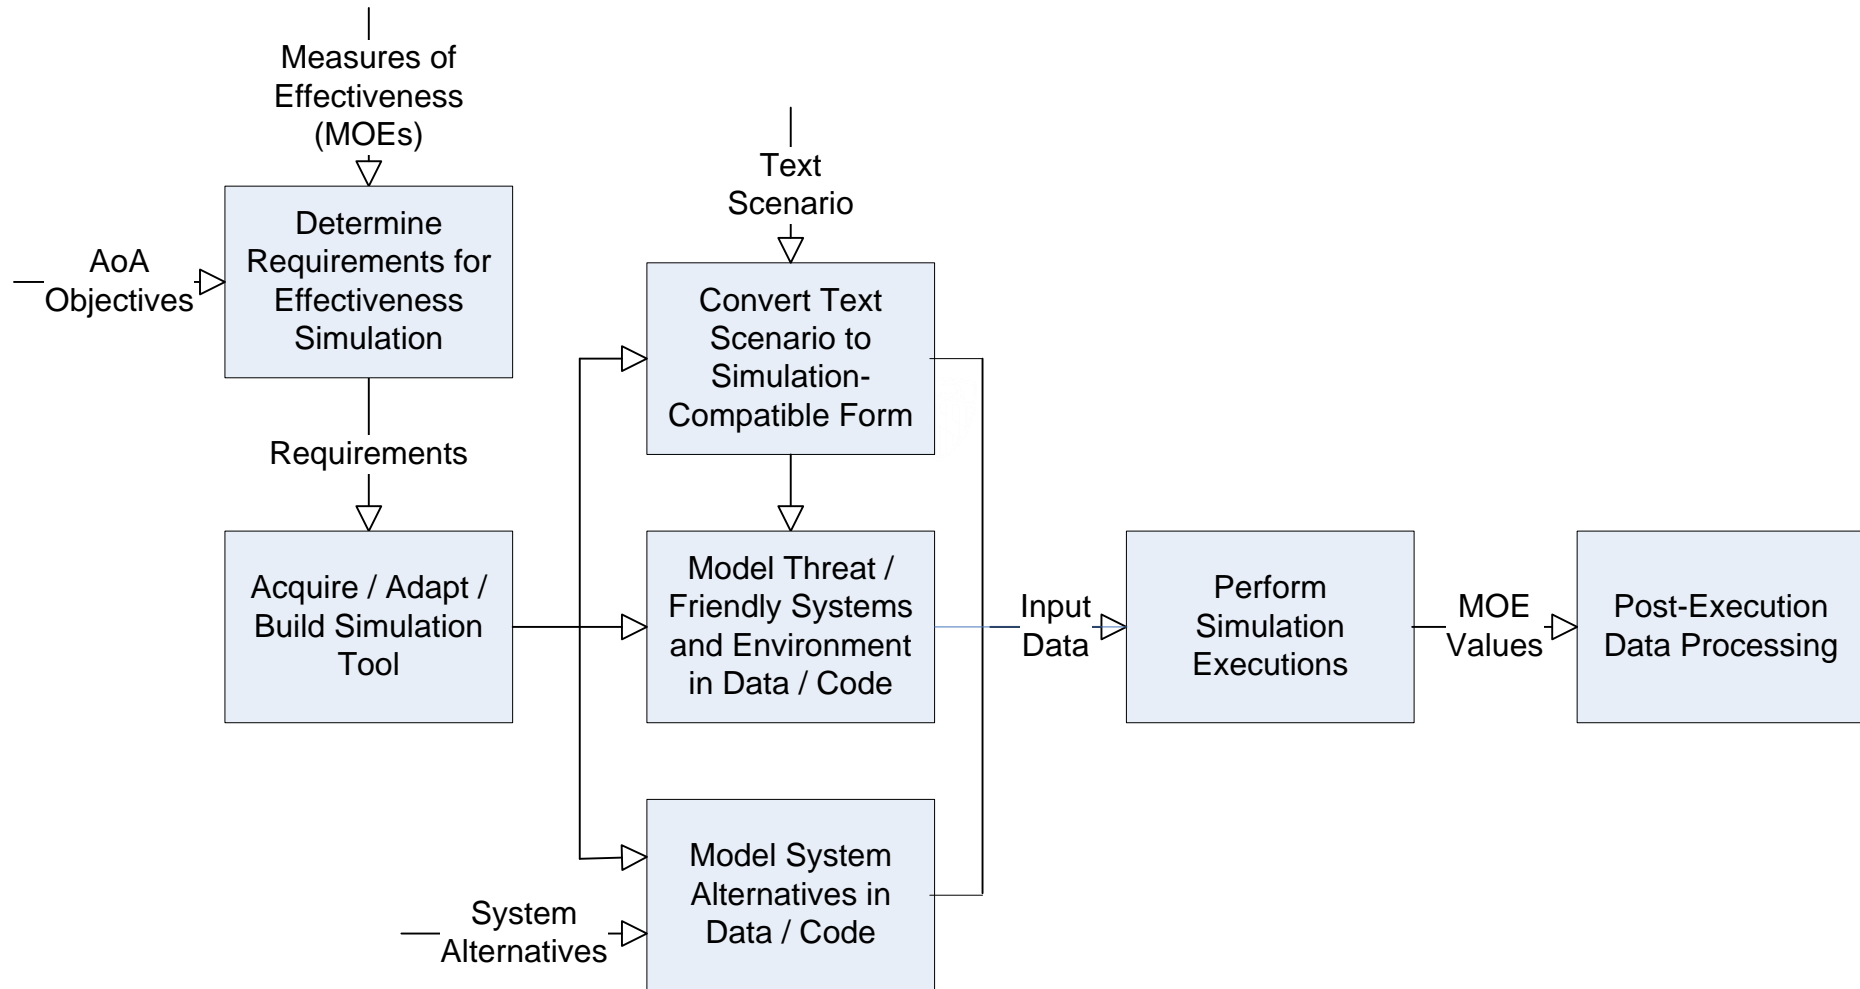 Measures of
Effectiveness
(MOEs)
Determine
Requirements for
Effectiveness
Simulation
AoA
Objectives
Requirements
Acquire / Adapt /
Build Simulation
Tool
Text
Scenario
Convert Text
Scenario to
Simulation-
Compatible Form
Model Threat /
Friendly Systems
and Environment
in Data / Code
System
Alternatives
Model System
Alternatives in
Data / Code
Input
Data
Perform
Simulation
Executions
MOE
Values
Post-Execution
Data Processing